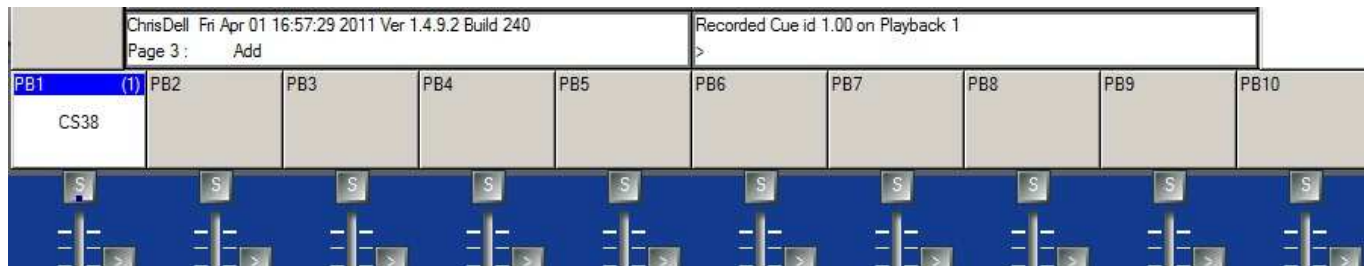 ChrisDell Fri Apr 01 16:57:29 2011 Ver 1.4.9.2 Build 240
Page 3 : Add
Recorded Cue id 1.00 on Playback 1
>
PB1 (1) PB2 PB3 PB4 PB5 PB6 PB7 PB8 PB9 PB10
CS38
S S S S S S S S S S
> > > > > > > > > >